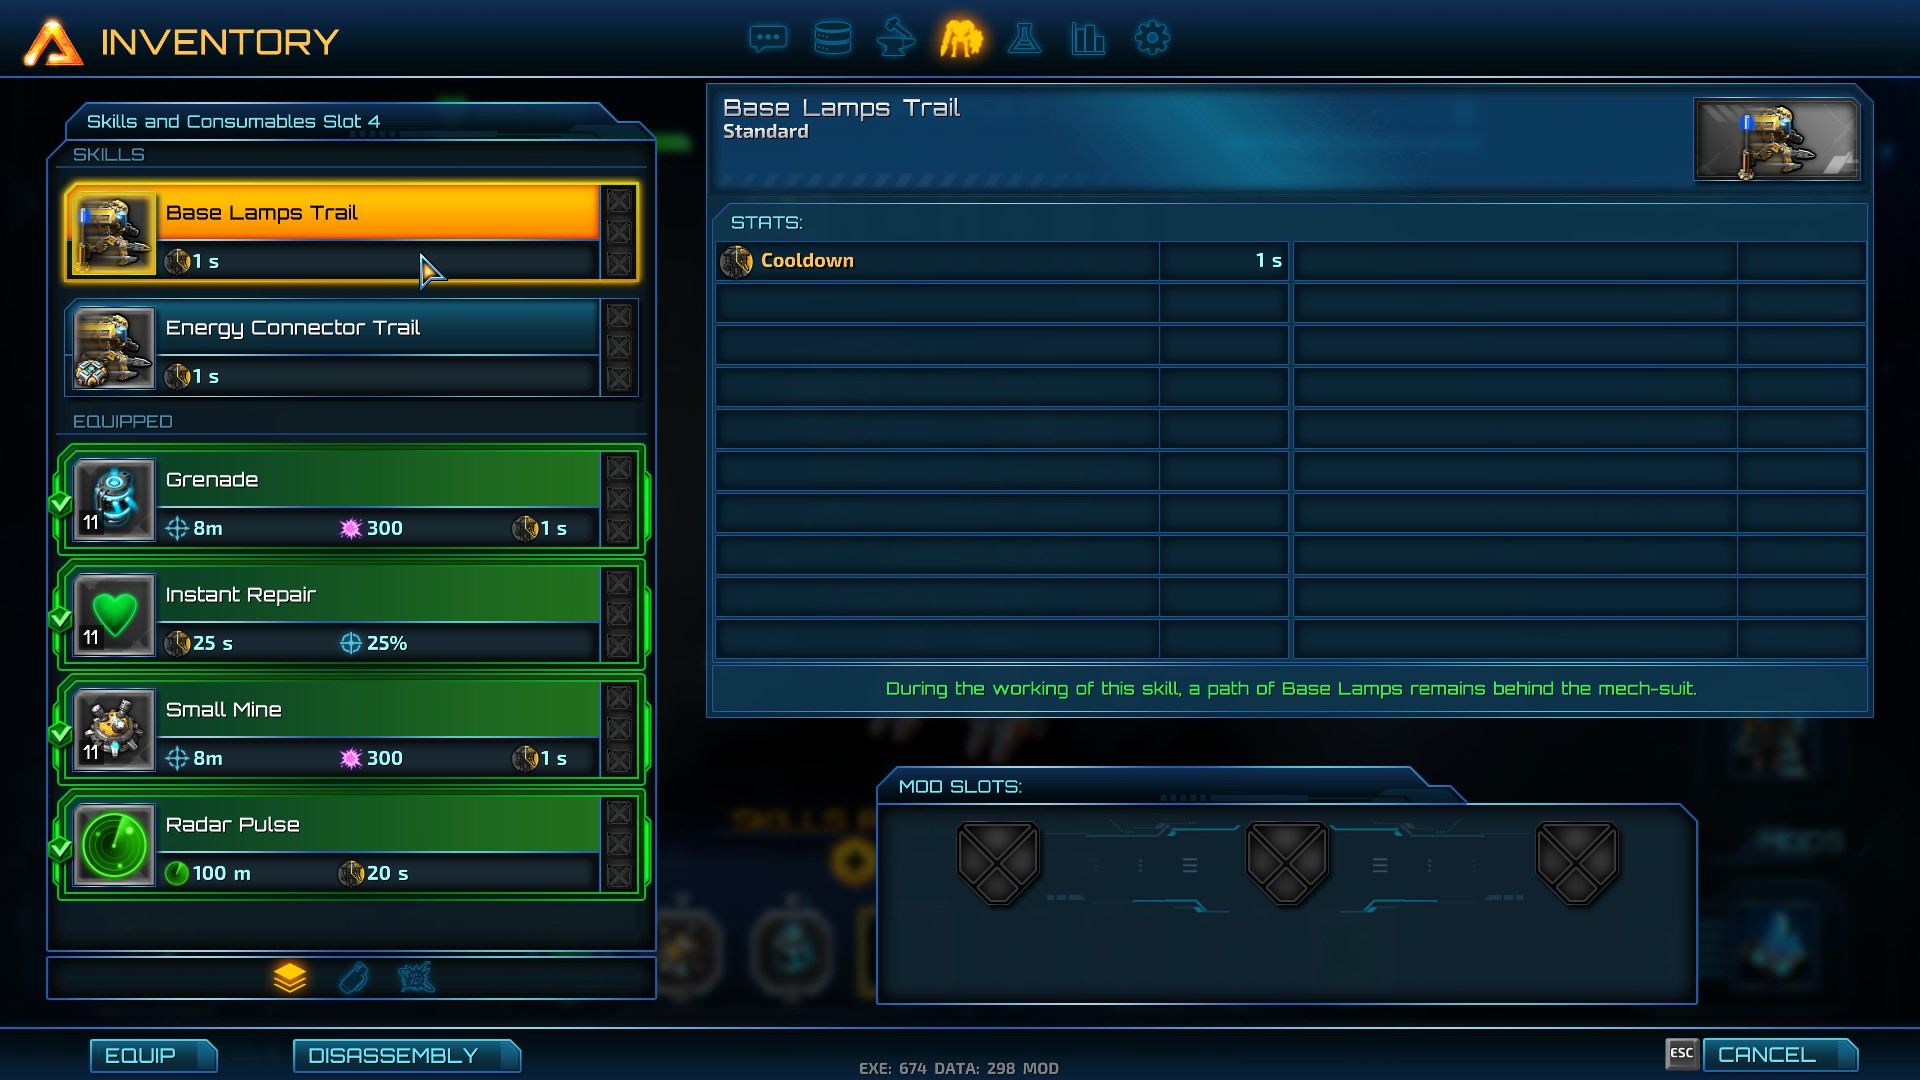 INVENTORY
Skills and Consumables Slot 4
SKILLS
Base Lamps Trail
1 s
Energy Connector Trail
1 s
EQUIPPED
Grenade
11
8m 300 1 s
Instant Repair
11
25 s 25%
Small Mine
11
8m 300 1 s
Radar Pulse
100 m 20 s
Base Lamps Trail
Standard
STATS:
Cooldown 1 s
During the working of this skill, a path of Base Lamps remains behind the mech-suit.
MOD SLOTS:
EQUIP
DISASSEMBLY
EXE: 674 DATA: 298 MOD
ESC
CANCEL